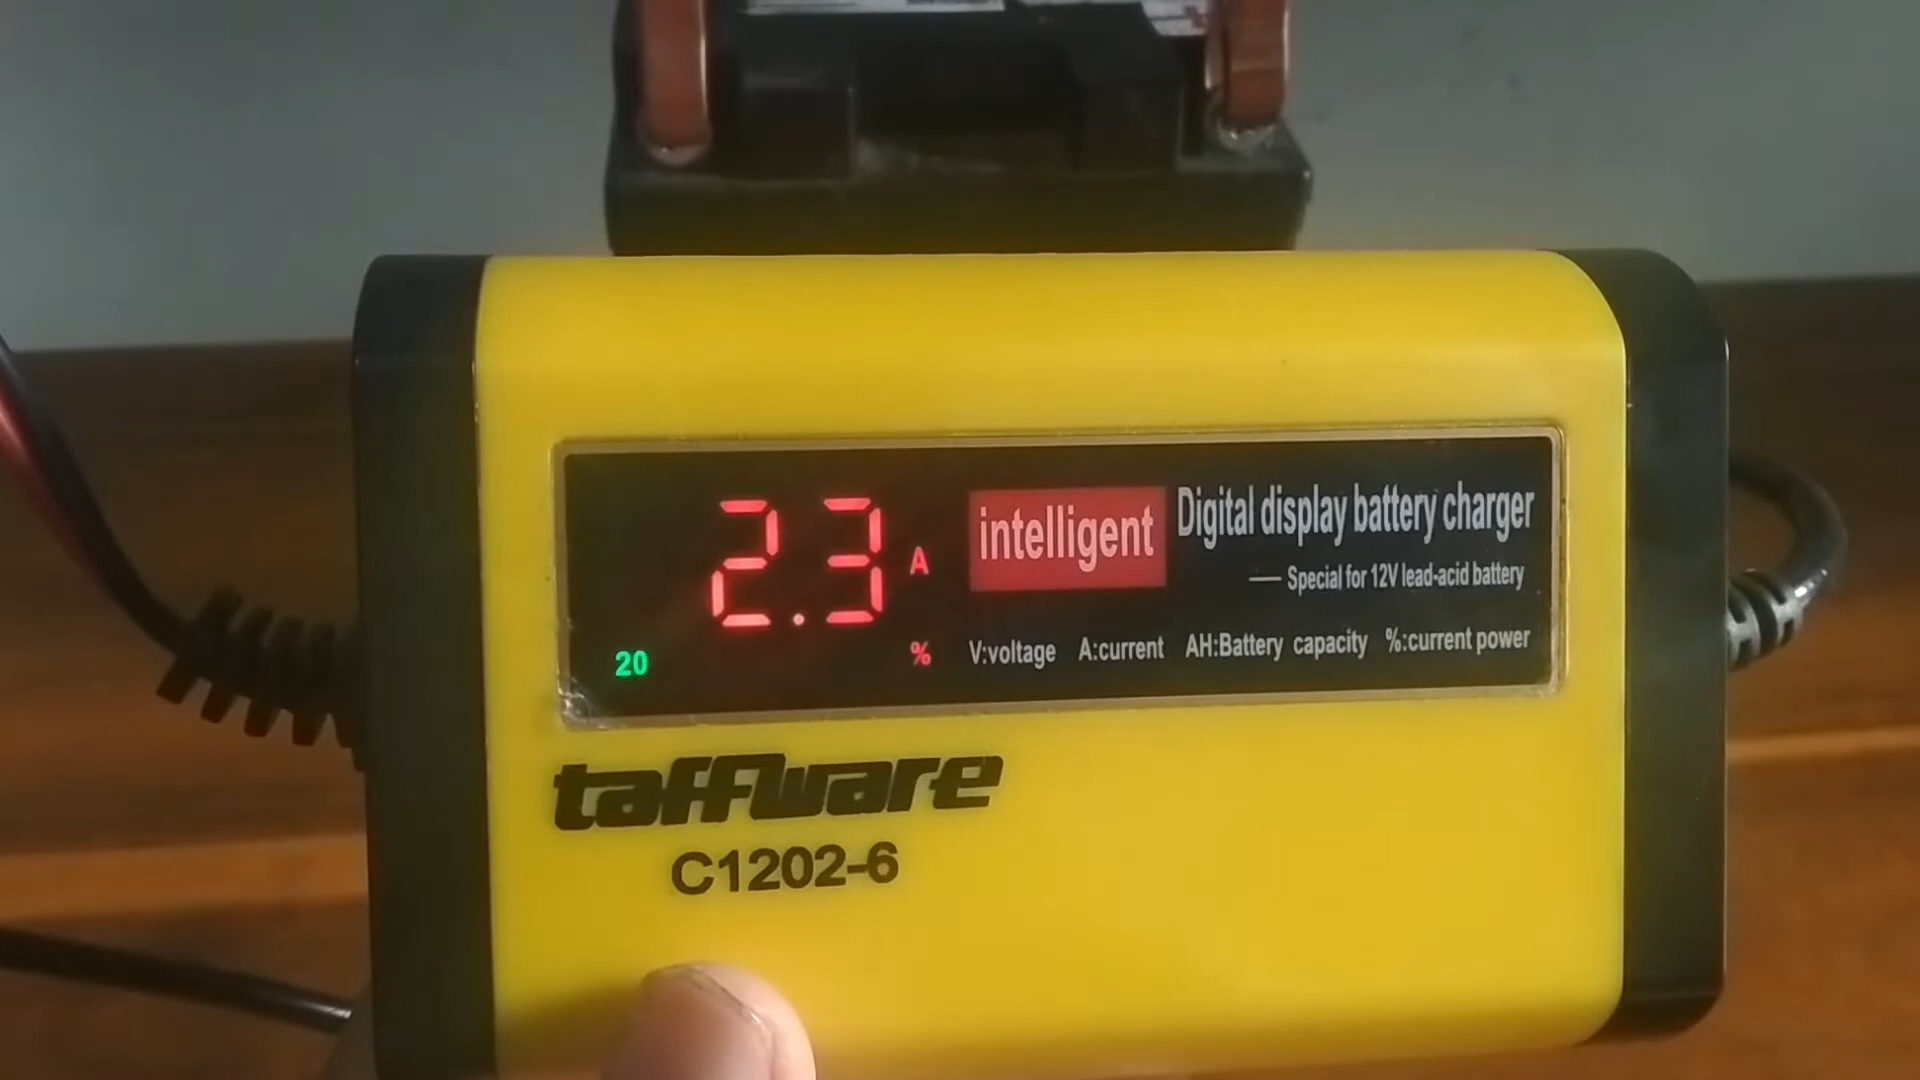 2.3 A
20 %
intelligent
Digital display battery charger
— Special for 12V lead-acid battery
V:voltage A:current AH:Battery capacity %:current power
taffware
C1202-6